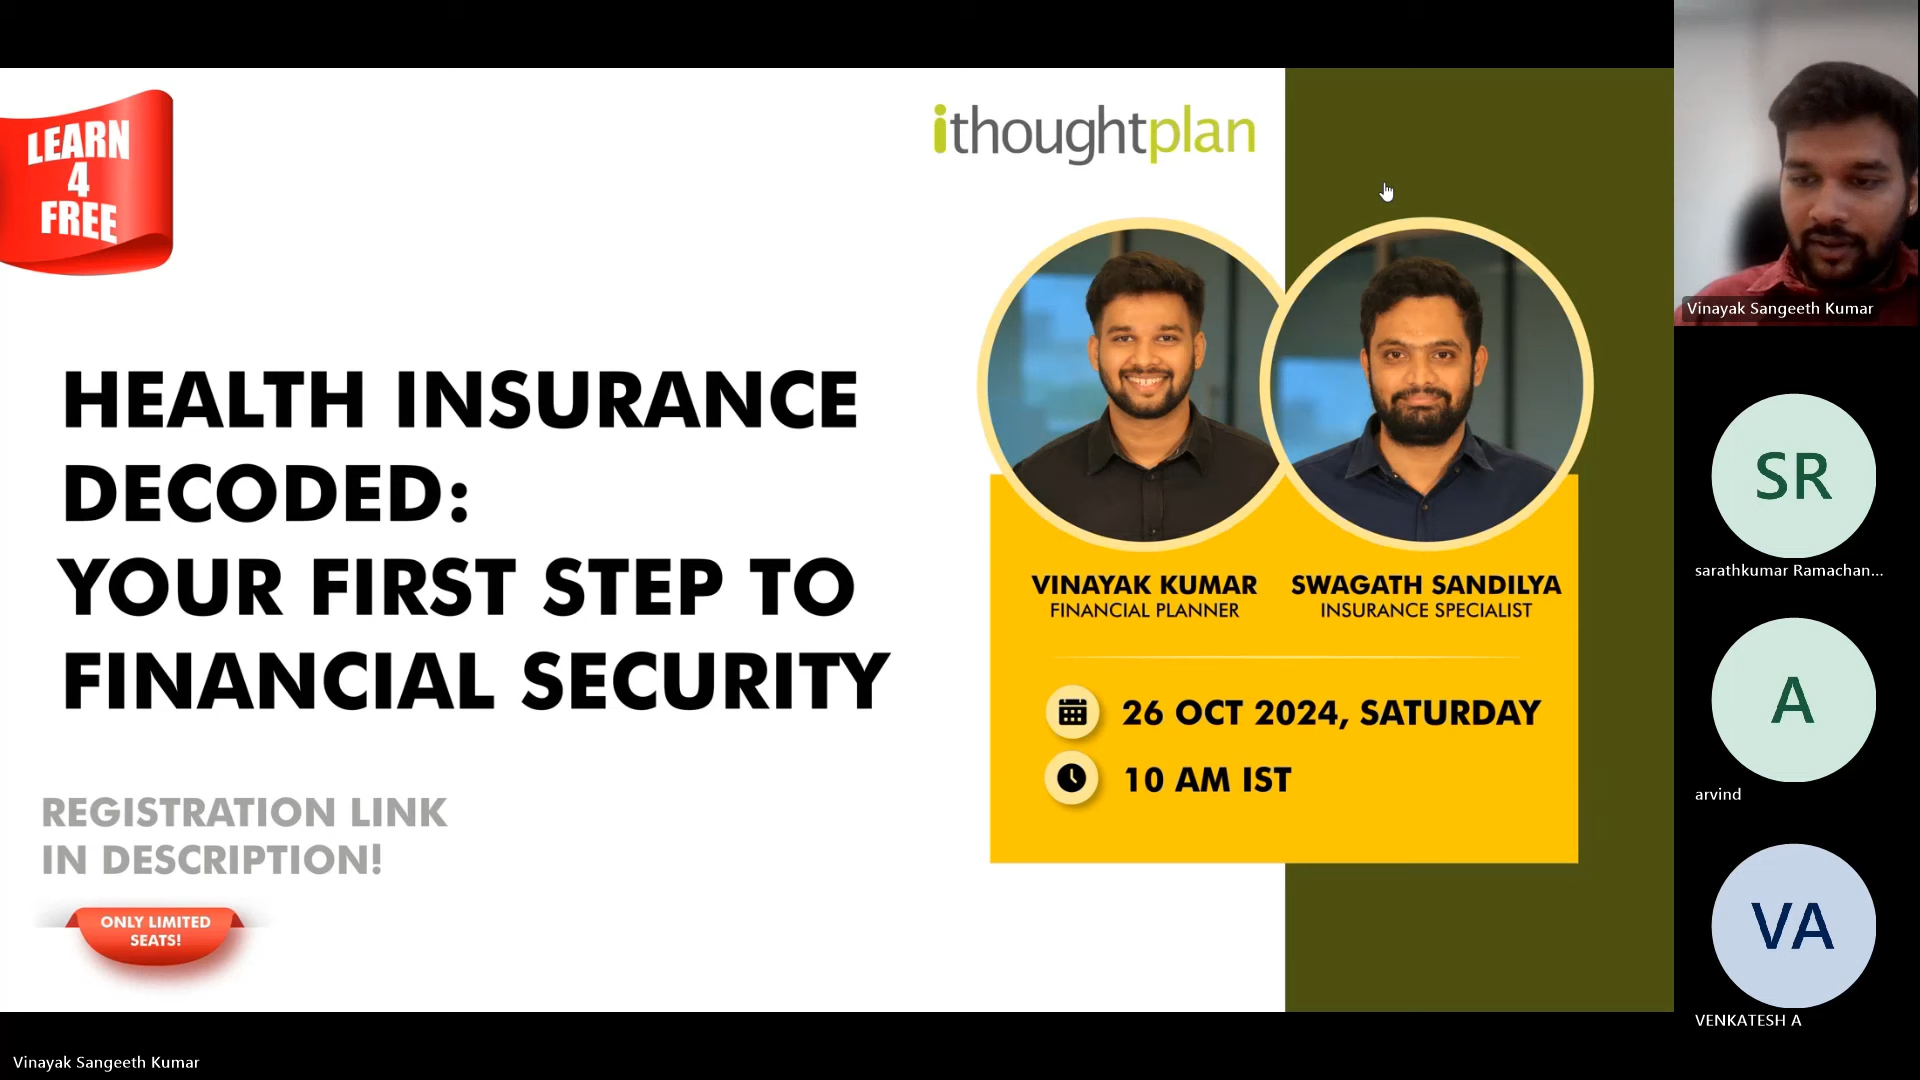 LEARN
4
FREE
ithoughtplan
HEALTH INSURANCE
DECODED:
YOUR FIRST STEP TO
FINANCIAL SECURITY
REGISTRATION LINK
IN DESCRIPTION!
ONLY LIMITED
SEATS!
VINAYAK KUMAR
FINANCIAL PLANNER
SWAGATH SANDILYA
INSURANCE SPECIALIST
26 OCT 2024, SATURDAY
10 AM IST
Vinayak Sangeeth Kumar
SR
sarathkumar Ramachan...
A
arvind
VA
VENKATESH A
Vinayak Sangeeth Kumar